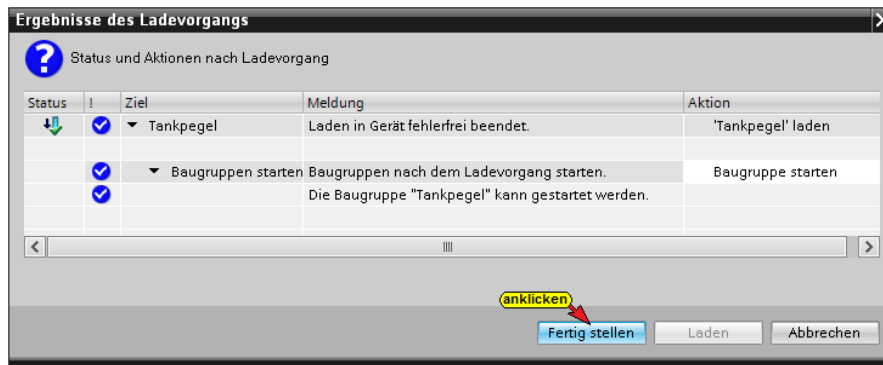 Ergebnisse des Ladevorgangs
Status und Aktionen nach Ladevorgang
Status ! Ziel Meldung Aktion
Tankpegel Laden in Gerät fehlerfrei beendet. 'Tankpegel' laden
Baugruppen starten Baugruppen nach dem Ladevorgang starten. Baugruppe starten
Die Baugruppe "Tankpegel" kann gestartet werden.
anklicken
Fertig stellen Laden Abbrechen